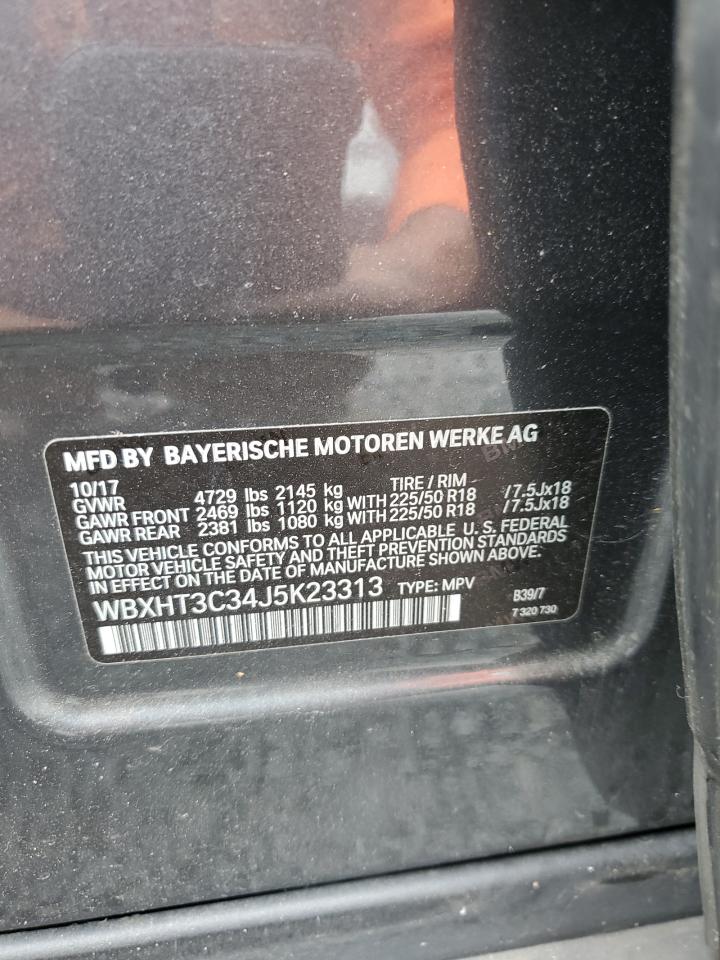 MFD BY BAYERISCHE MOTOREN WERKE AG
10/17 TIRE / RIM
GVWR 4729 lbs 2145 kg
GAWR FRONT 2469 lbs 1120 kg WITH 225/50 R18 /7.5Jx18
GAWR REAR 2381 lbs 1080 kg WITH 225/50 R18 /7.5Jx18
THIS VEHICLE CONFORMS TO ALL APPLICABLE U. S. FEDERAL
MOTOR VEHICLE SAFETY AND THEFT PREVENTION STANDARDS
IN EFFECT ON THE DATE OF MANUFACTURE SHOWN ABOVE.
WBXHT3C34J5K23313 TYPE: MPV B39/7
7 320 730